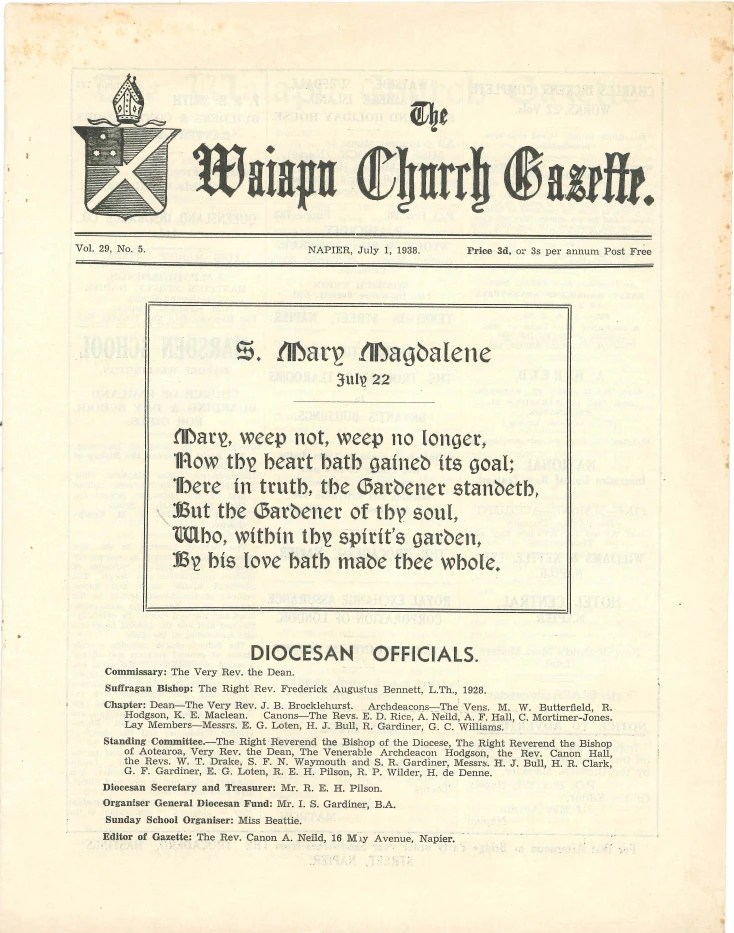 The
Waiapu Church Gazette.
Vol. 29, No. 5. NAPIER, July 1, 1938. Price 3d, or 3s per annum Post Free
S. Mary Magdalene
July 22
Mary, weep not, weep no longer,
Now thy heart hath gained its goal;
Here in truth, the Gardener standeth,
But the Gardener of thy soul,
Who, within thy spirit's garden,
By his love hath made thee whole.
DIOCESAN OFFICIALS.
Commissary: The Very Rev. the Dean.
Suffragan Bishop: The Right Rev. Frederick Augustus Bennett, L.Th., 1928.
Chapter: Dean—The Very Rev. J. B. Brocklehurst. Archdeacons—The Vens. M. W. Butterfield, R.
Hodgson, K. E. Maclean. Canons—The Revs. E. D. Rice, A. Neild, A. F. Hall, C. Mortimer-Jones.
Lay Members—Messrs. E. G. Loten, H. J. Bull, R. Gardiner, G. C. Williams.
Standing Committee.—The Right Reverend the Bishop of the Diocese, The Right Reverend the Bishop
of Aotearoa, Very Rev. the Dean, The Venerable Archdeacon Hodgson, the Rev. Canon Hall,
the Revs. W. T. Drake, S. F. N. Waymouth and S. R. Gardiner, Messrs. H. J. Bull, H. R. Clark,
G. F. Gardiner, E. G. Loten, R. E. H. Pilson, R. P. Wilder, H. de Denne.
Diocesan Secretary and Treasurer: Mr. R. E. H. Pilson.
Organiser General Diocesan Fund: Mr. I. S. Gardiner, B.A.
Sunday School Organiser: Miss Beattie.
Editor of Gazette: The Rev. Canon A. Neild, 16 May Avenue, Napier.